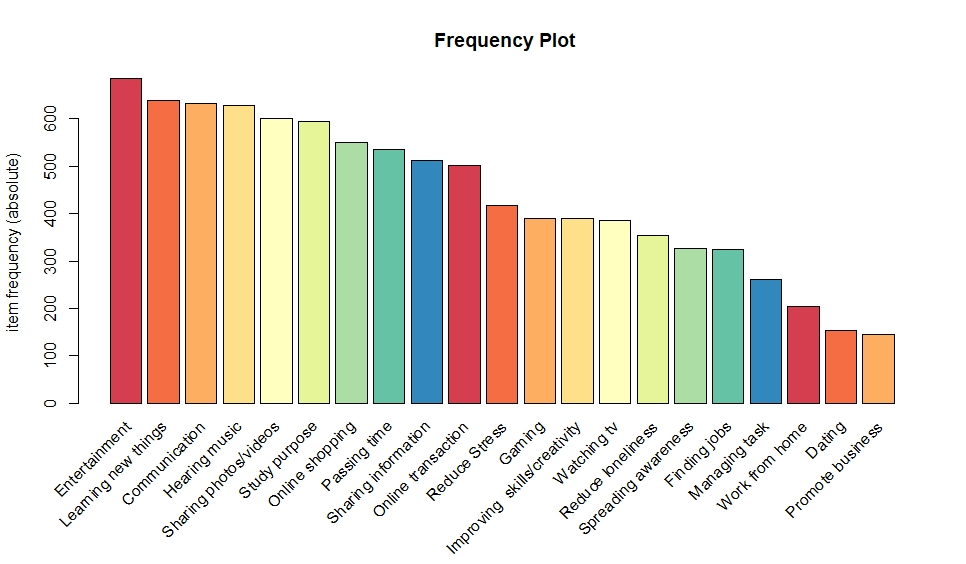 Frequency Plot
item frequency (absolute)
600
500
400
300
200
100
0
Entertainment
Learning new things
Communication
Hearing music
Sharing photos/videos
Study purpose
Online shopping
Passing time
Sharing information
Online transaction
Reduce Stress
Gaming
Improving  skills/creativity
Watching tv
Reduce loneliness
Spreading awareness
Finding jobs
Managing task
Work from home
Dating
Promote business